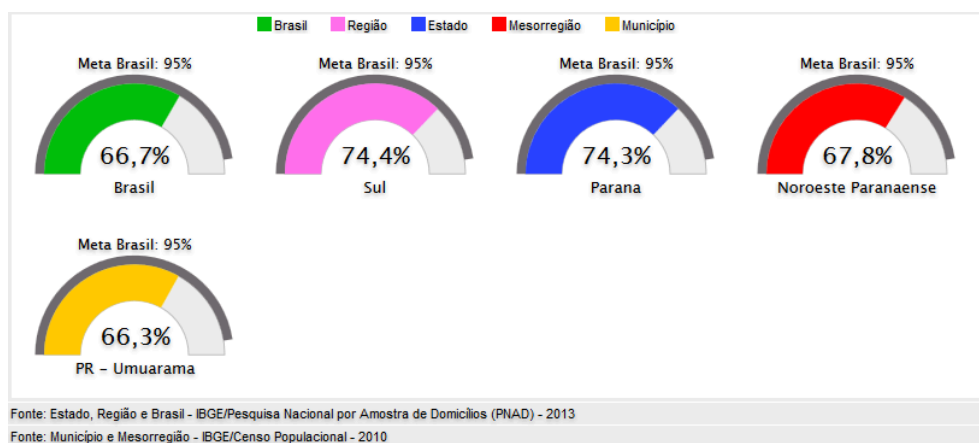 Brasil Região Estado Mesorregião Município
Meta Brasil: 95% Meta Brasil: 95% Meta Brasil: 95% Meta Brasil: 95%
66,7% 74,4% 74,3% 67,8%
Brasil Sul Parana Noroeste Paranaense
Meta Brasil: 95%
66,3%
PR - Umuarama
Fonte: Estado, Região e Brasil - IBGE/Pesquisa Nacional por Amostra de Domicílios (PNAD) - 2013
Fonte: Município e Mesorregião - IBGE/Censo Populacional - 2010